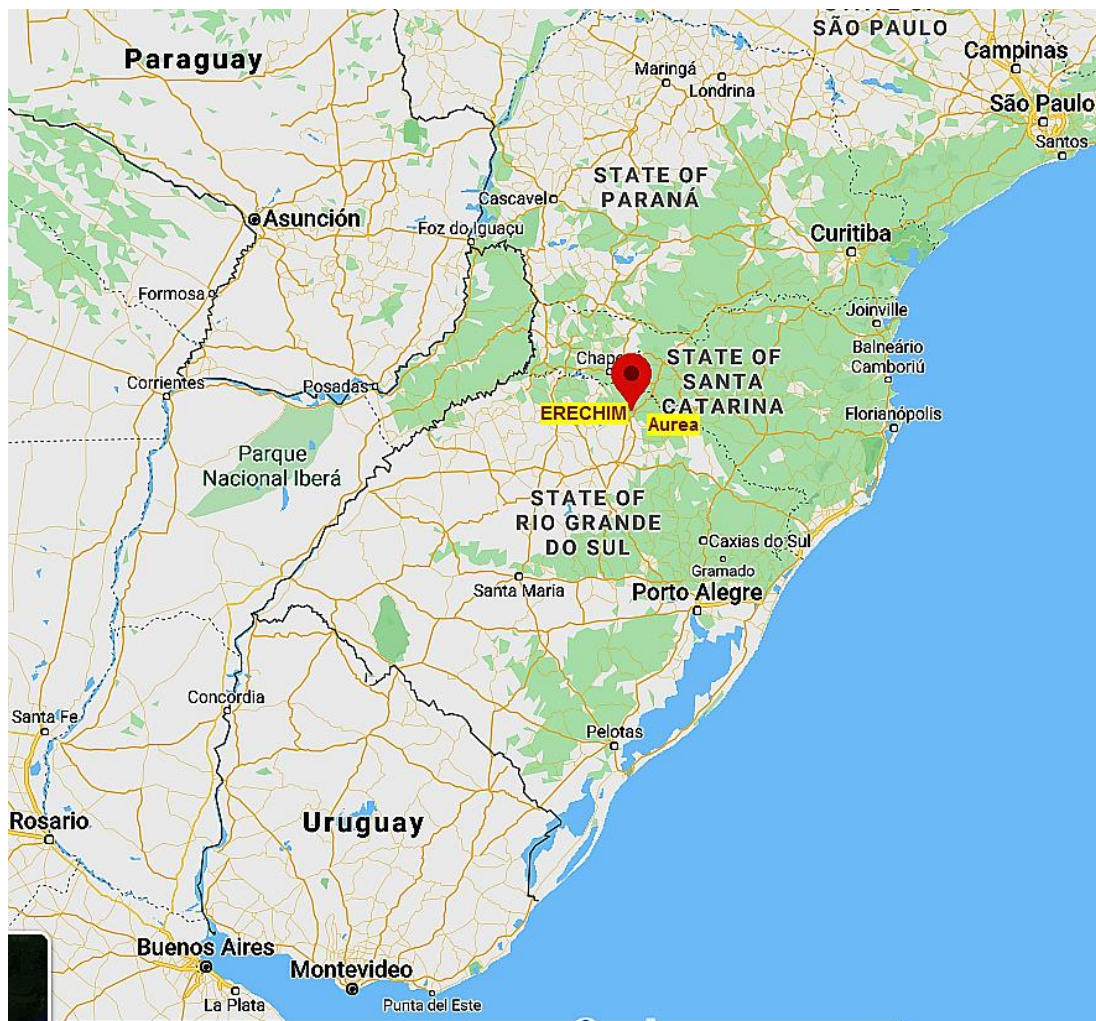 STATE OF
SÃO PAULO
Paraguay
Campinas
Maringá
Londrina
São Paulo
Santos
STATE OF
PARANÁ
Cascavel
Asunción
Foz do Iguaçu
Curitiba
Formosa
Joinville
Balneário
Camboriú
STATE OF
SANTA
CATARINA
Corrientes
Posadas
ERECHIM
Aurea
Florianópolis
Parque
Nacional Iberá
STATE OF
RIO GRANDE
DO SUL
Caxias do Sul
Gramado
Santa Maria
Porto Alegre
Concordia
Santa Fe
Pelotas
Rosario
Uruguay
Buenos Aires
Montevideo
La Plata
Punta del Este